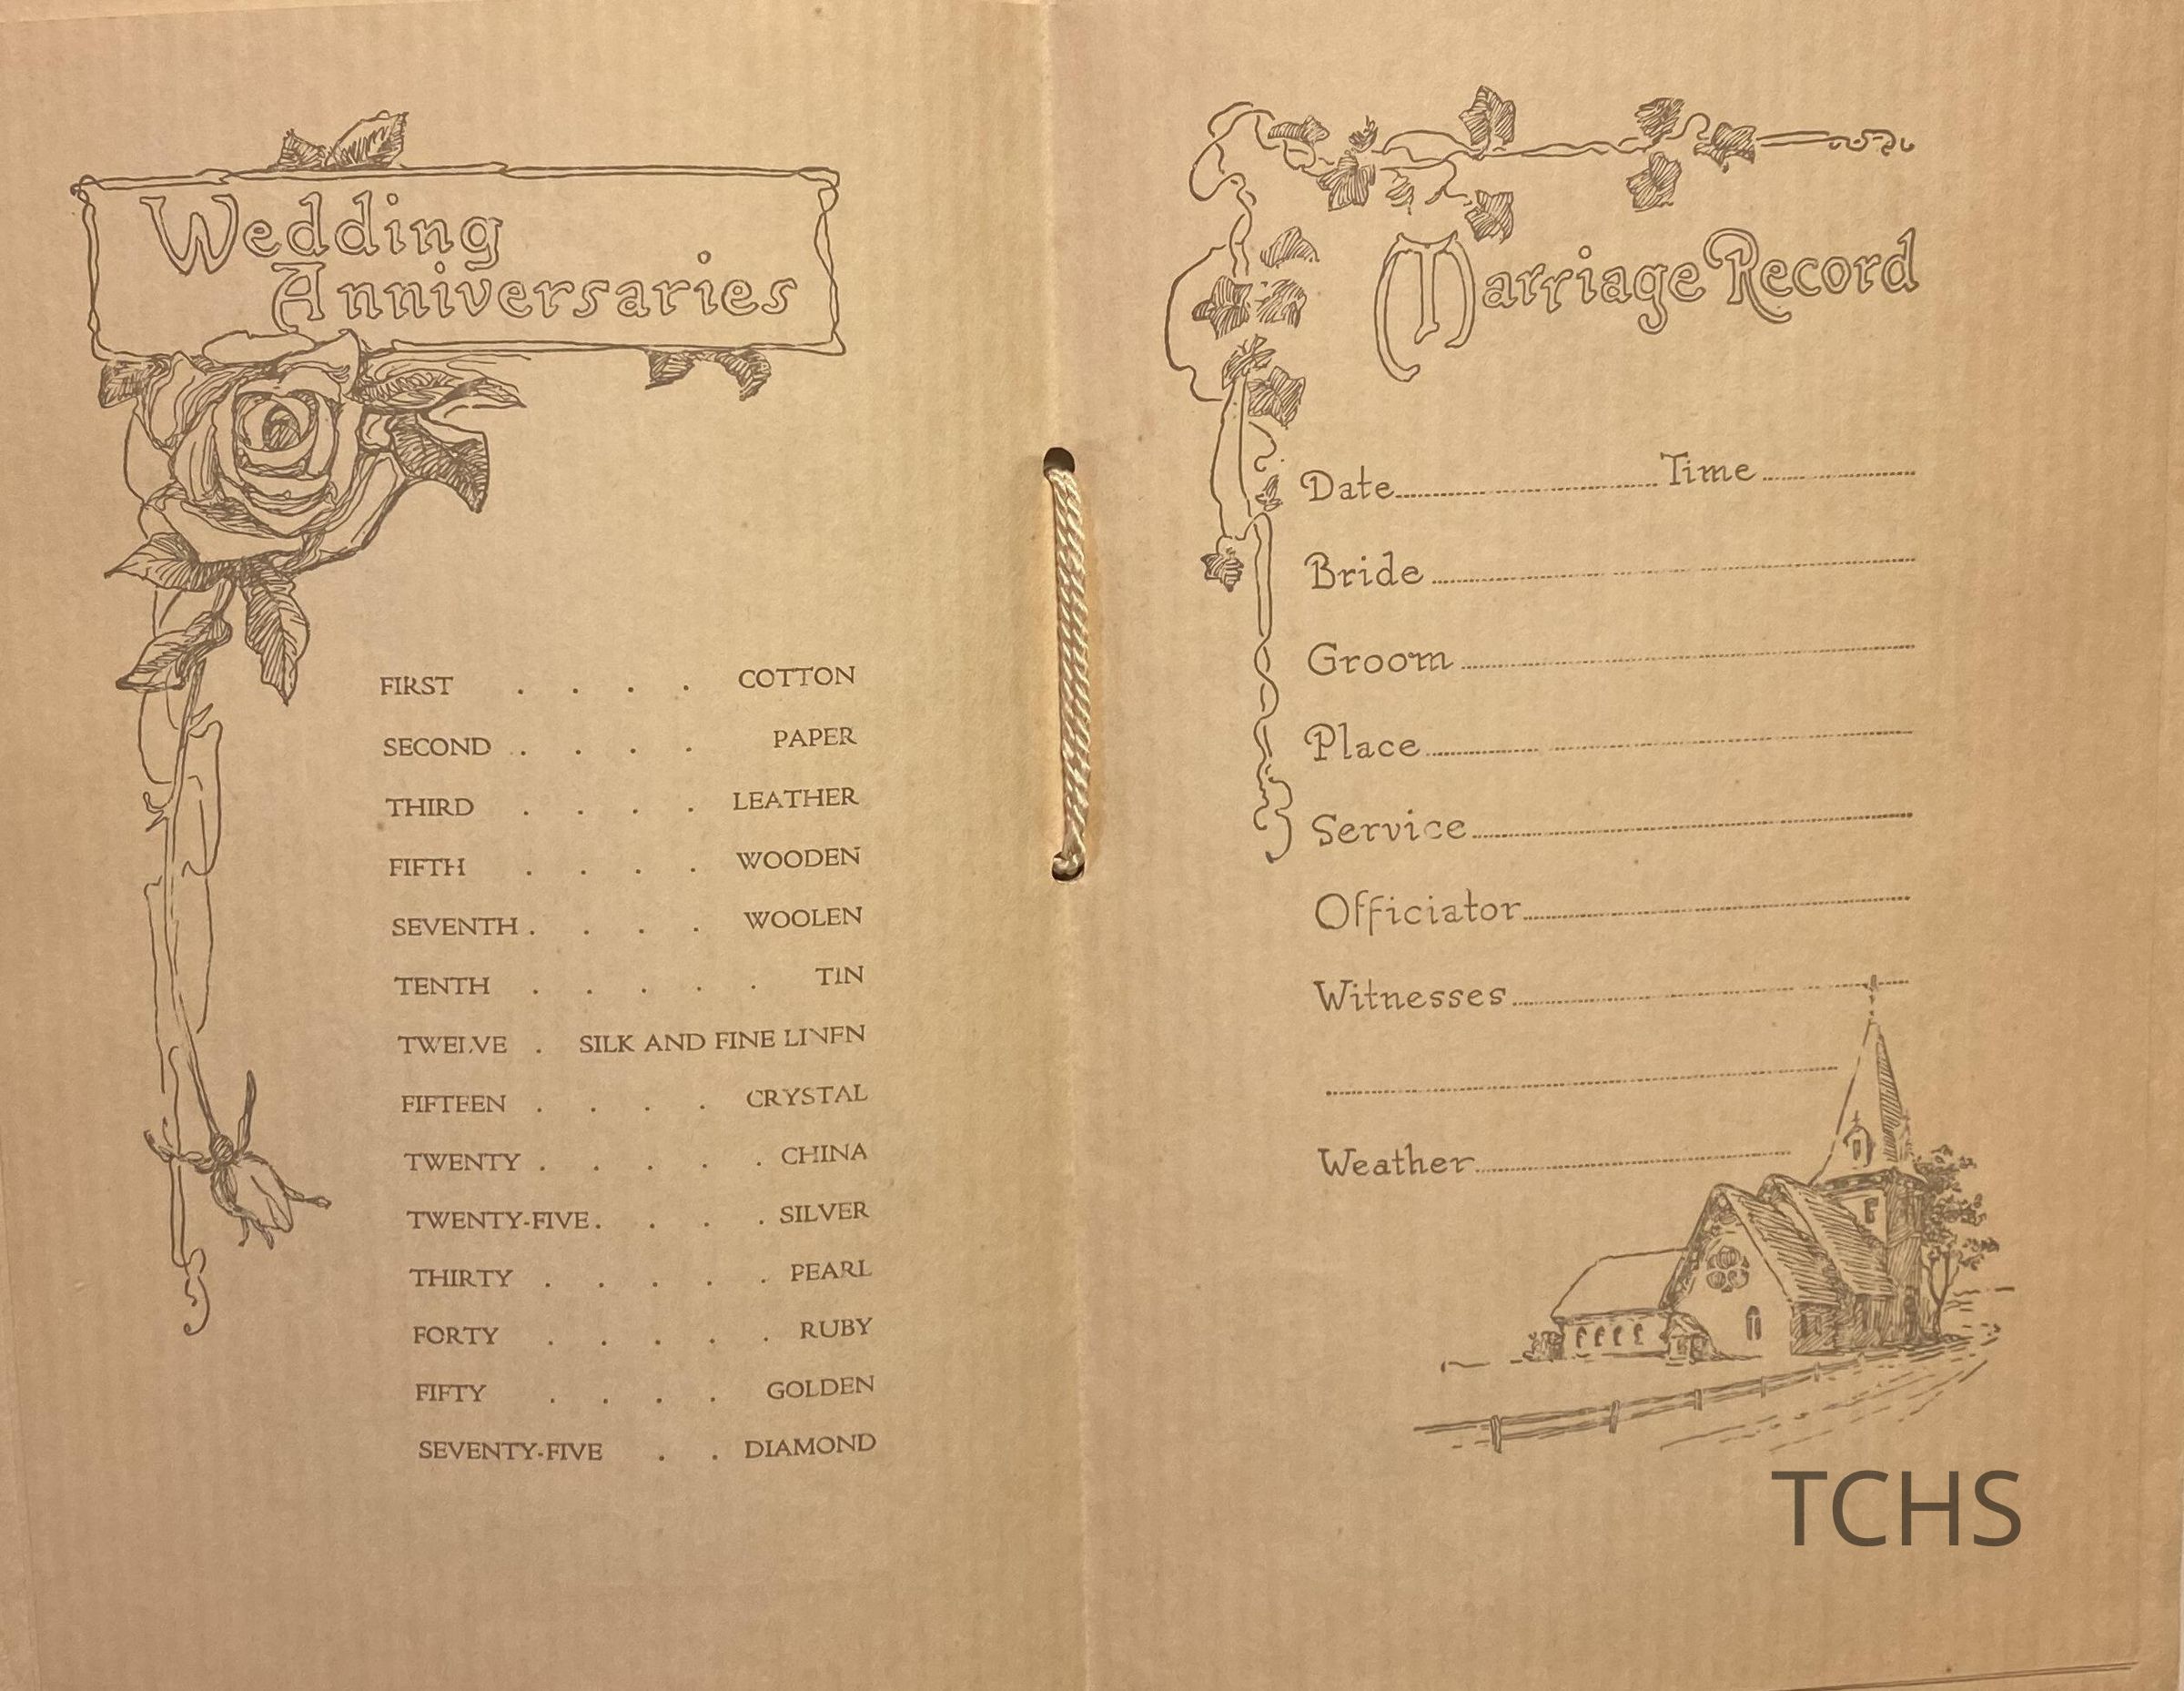 Wedding
Anniversaries
FIRST . . . . COTTON
SECOND . . . . PAPER
THIRD . . . . LEATHER
FIFTH . . . . WOODEN
SEVENTH . . . . WOOLEN
TENTH . . . . . TIN
TWELVE . SILK AND FINE LINEN
FIFTEEN . . . . CRYSTAL
TWENTY . . . . . CHINA
TWENTY-FIVE . . . . SILVER
THIRTY . . . . . PEARL
FORTY . . . . . RUBY
FIFTY . . . . GOLDEN
SEVENTY-FIVE . . DIAMOND
Marriage Record
Date Time
Bride
Groom
Place
Service
Officiator
Witnesses
Weather
TCHS